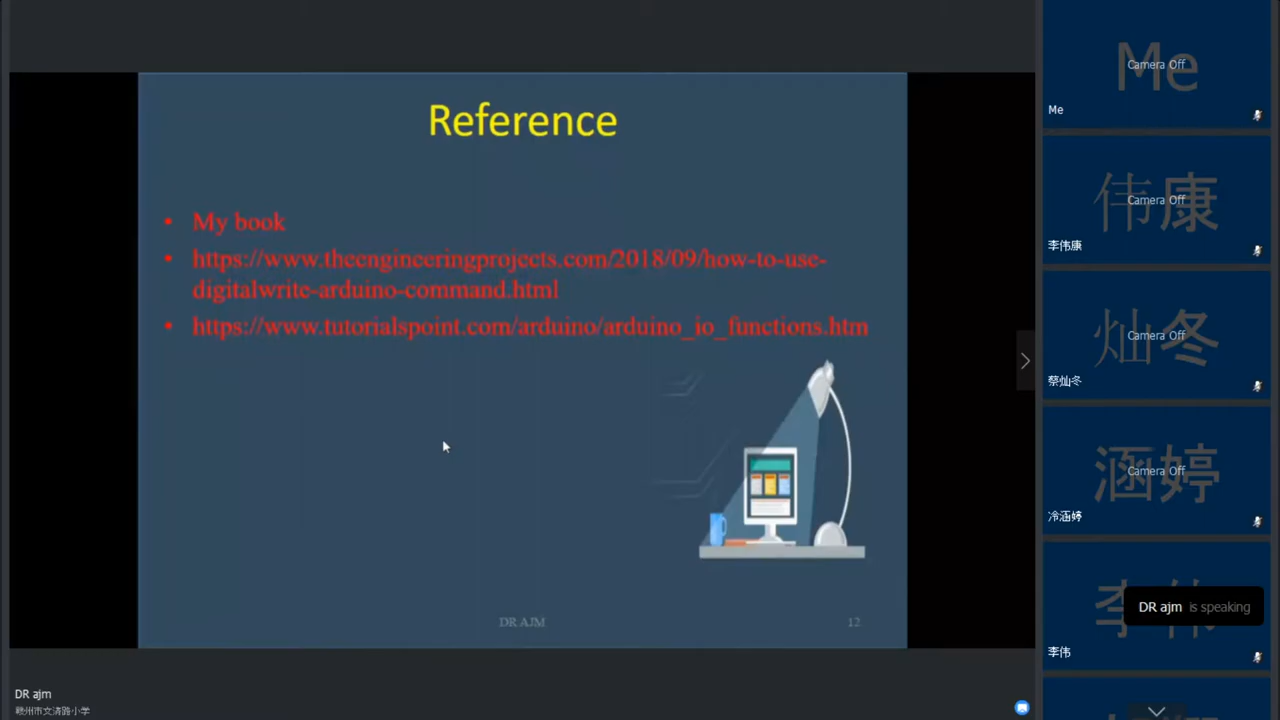 Reference
• My book
• https://www.theengineeringprojects.com/2018/09/how-to-use-
digitalwrite-arduino-command.html
• https://www.tutorialspoint.com/arduino/arduino_io_functions.htm
DR AJM
12
DR ajm
赣州市文清路小学
Me
Camera Off
Me
伟康
Camera Off
李伟康
灿冬
Camera Off
蔡灿冬
涵婷
Camera Off
冷涵婷
李伟
DR ajm is speaking
李伟